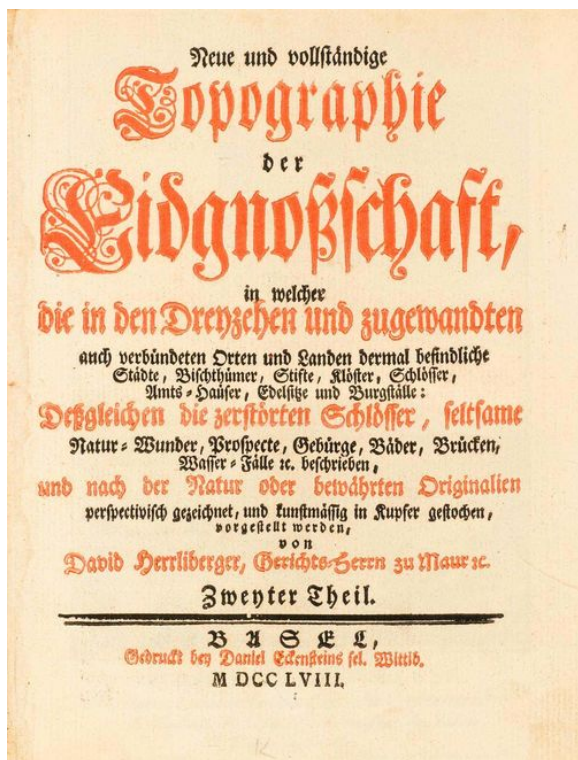 Neue und vollständige
Topographie
der
Eidgnoßschaft,
in welcher
die in den Dreyzehen und zugewandten
auch verbündeten Orten und Landen dermal befindliche
Städte, Bischthümer, Stifte, Klöster, Schlösser,
Amts-Häuser, Edelsitze und Burgställe:
Deßgleichen die zerstörten Schlösser, seltsame
Natur-Wunder, Prospecte, Gebürge, Bäder, Brücken,
Wasser-Fälle ꝛc. beschrieben,
und nach der Natur oder bewährten Originalien
perspectivisch gezeichnet, und kunstmässig in Kupfer gestochen,
vorgestellt werden,
von
David Herrliberger, Gerichts-Herrn zu Maur ꝛc.
Zweyter Theil.
BASEL,
Gedruckt bey Daniel Eckensteins sel. Wittib.
M DCC LVIII.